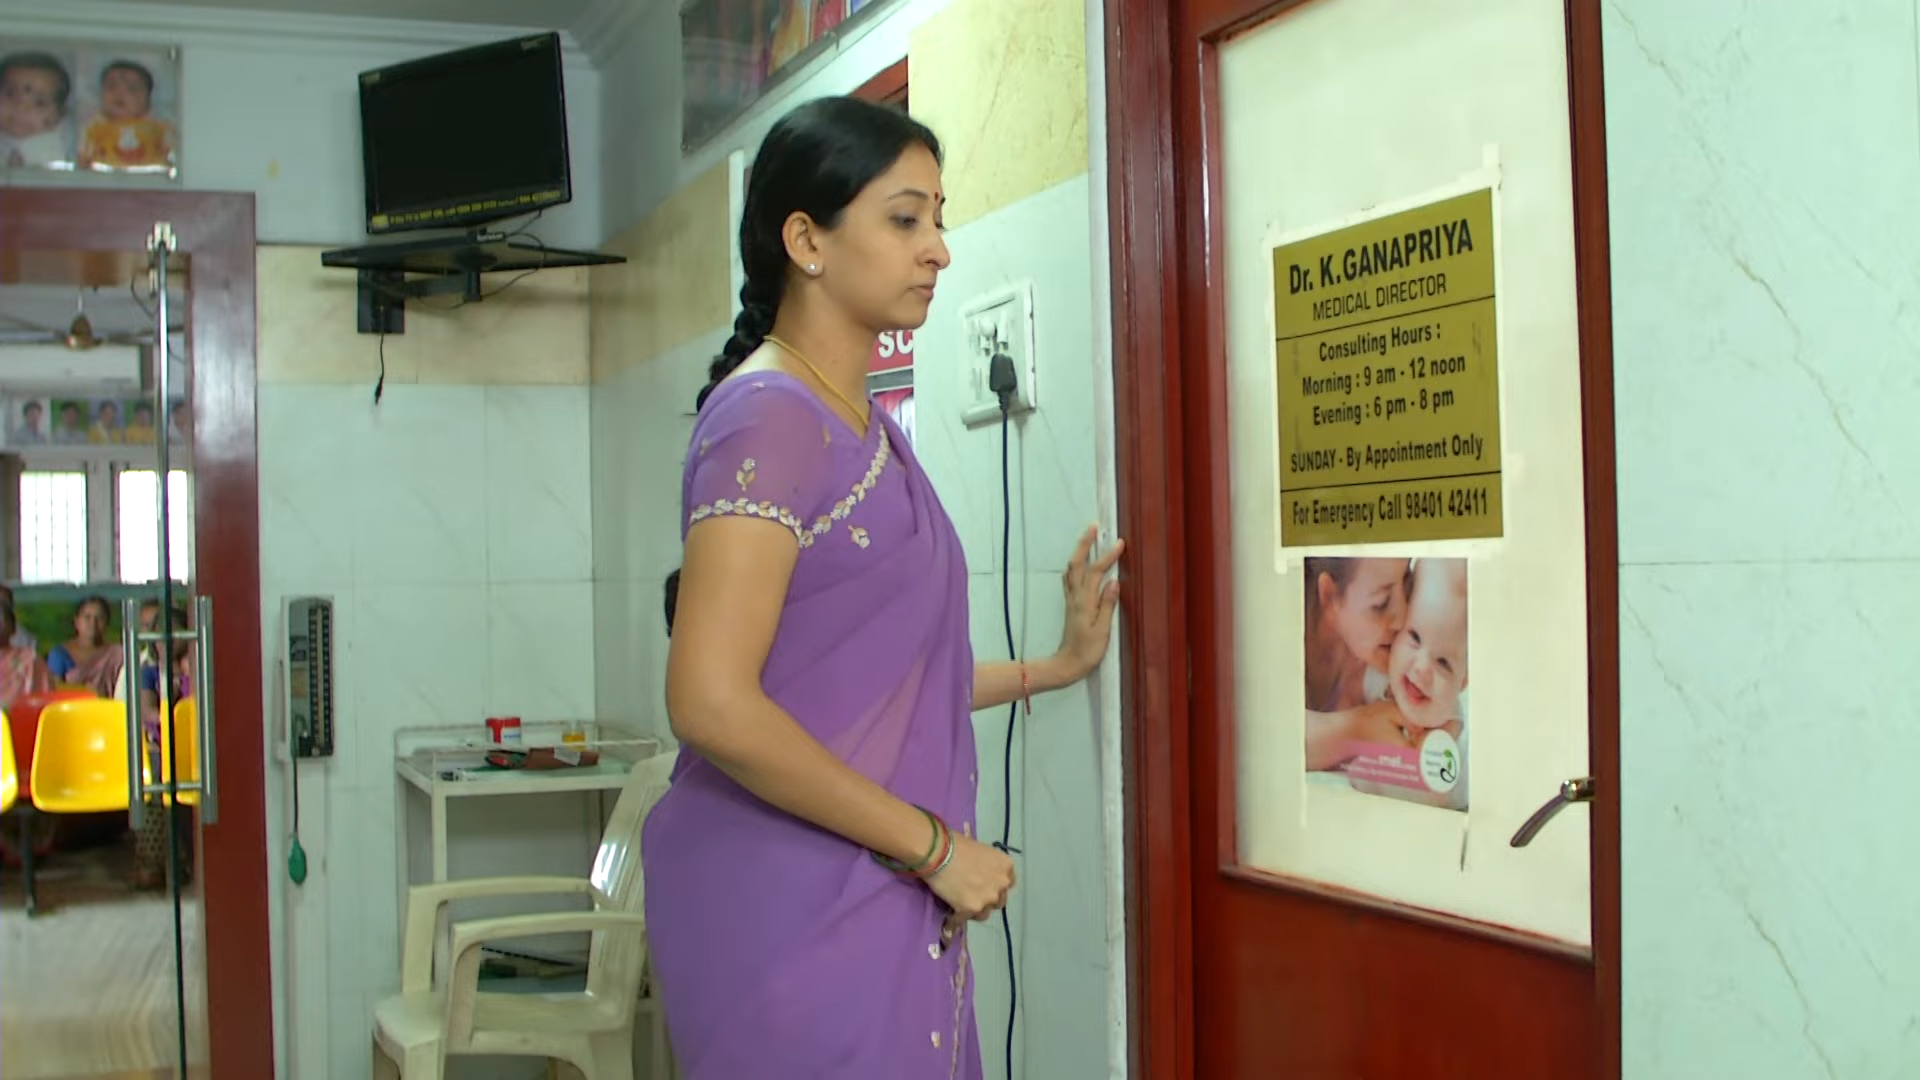 SC
Dr. K.GANAPRIYA
MEDICAL DIRECTOR
Consulting Hours :
Morning : 9 am - 12 noon
Evening : 6 pm - 8 pm
SUNDAY - By Appointment Only
For Emergency Call 98401 42411